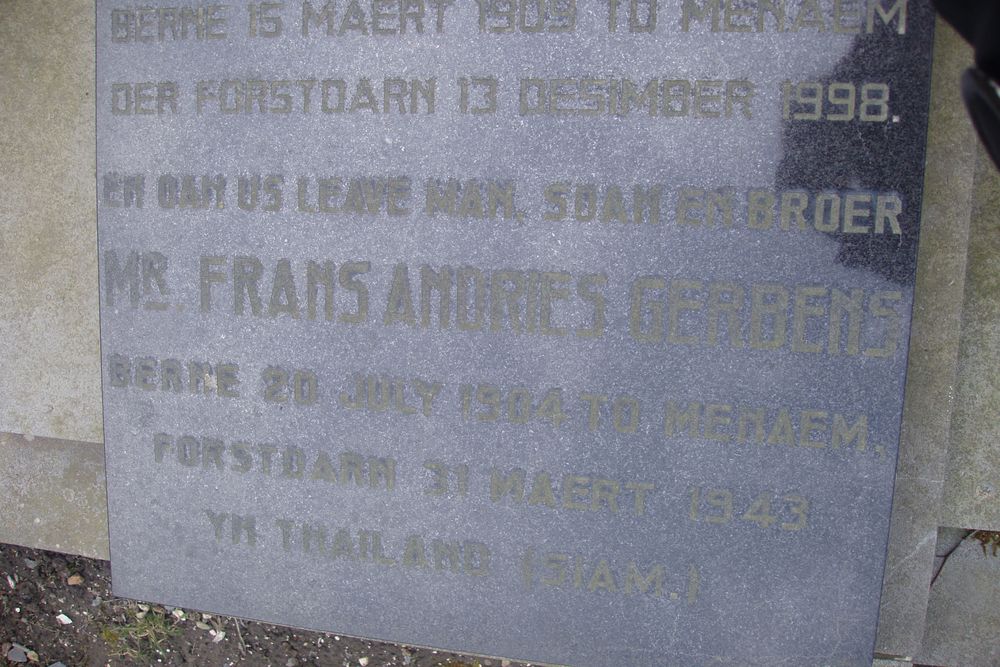 BERNE 15 MAERT 1909 TO MENAEM
DER FORSTOARN 13 DESIMBER 1998.
EN DAN US LEAVE MAN, SOAN EN BROER
MR. FRANS ANDRIES GERBENS
BERNE 20 JULY 1904 TO MENAEM,
FORSTOARN 31 MAERT 1943
YN THAILAND (SIAM.)